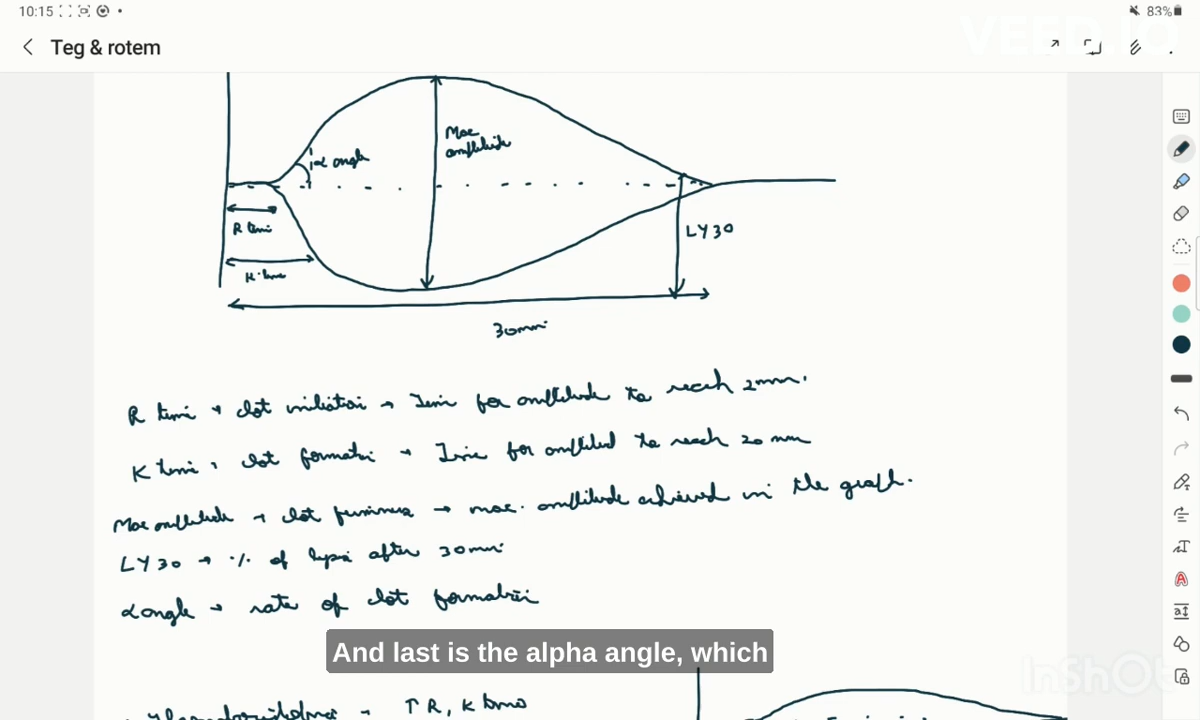 10:15
83%
VEED.IO
Teg & rotem
Max
amplitude
α angle
R time
LY30
K time
30min
R time → clot initiation → Time for amplitude to reach 2mm.
K time → clot formation → Time for amplitude to reach 20 mm
Max amplitude → clot firmness → max. amplitude achieved in the graph.
LY30 → % of lysis after 30min
α angle → rate of clot formation
And last is the alpha angle, which
↑ R, K time
InShOt